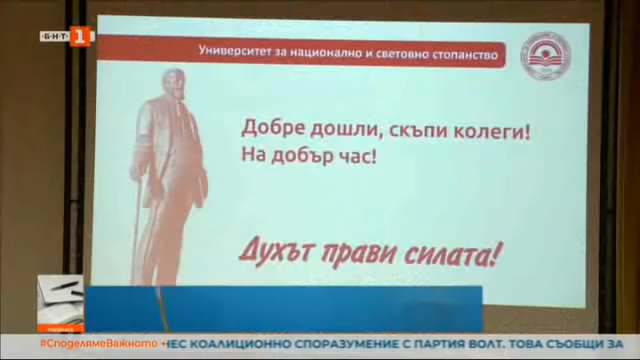 БНТ 1
Университет за национално и световно стопанство
Добре дошли, скъпи колеги!
На добър час!
Духът прави силата!
#СподелямеВажното
НЕС КОАЛИЦИОННО СПОРАЗУМЕНИЕ С ПАРТИЯ ВОЛТ. ТОВА СЪОБЩИ ЗА